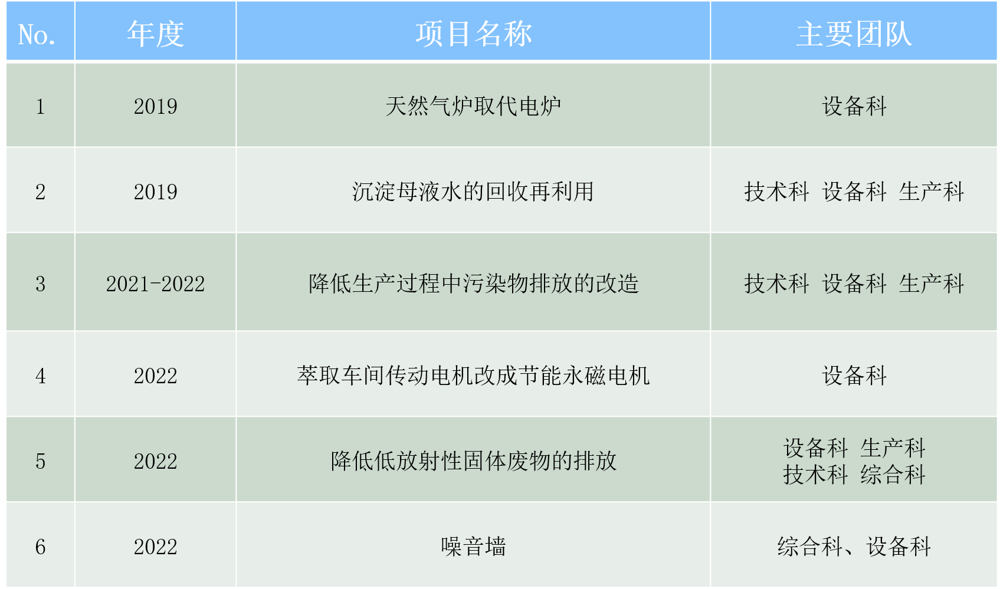 No. 年度 项目名称 主要团队
1 2019 天然气炉取代电炉 设备科
2 2019 沉淀母液水的回收再利用 技术科 设备科 生产科
3 2021-2022 降低生产过程中污染物排放的改造 技术科 设备科 生产科
4 2022 萃取车间传动电机改成节能永磁电机 设备科
5 2022 降低低放射性固体废物的排放 设备科 生产科
技术科 综合科
6 2022 噪音墙 综合科、设备科